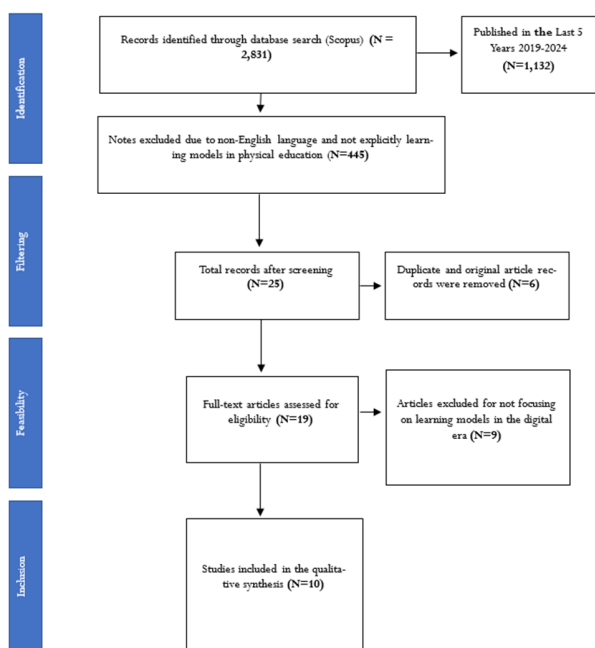 Identification
Records identified through database search (Scopus) (N =
2,831)
Published in the Last 5
Years 2019-2024
(N=1,132)
Notes excluded due to non-English language and not explicitly learn-
ing models in physical education (N=445)
Filtering
Total records after screening
(N=25)
Duplicate and original article rec-
ords were removed (N=6)
Feasibility
Full-text articles assessed for
eligibility (N=19)
Articles excluded for not focusing
on learning models in the digital
era (N=9)
Inclusion
Studies included in the qualita-
tive synthesis (N=10)